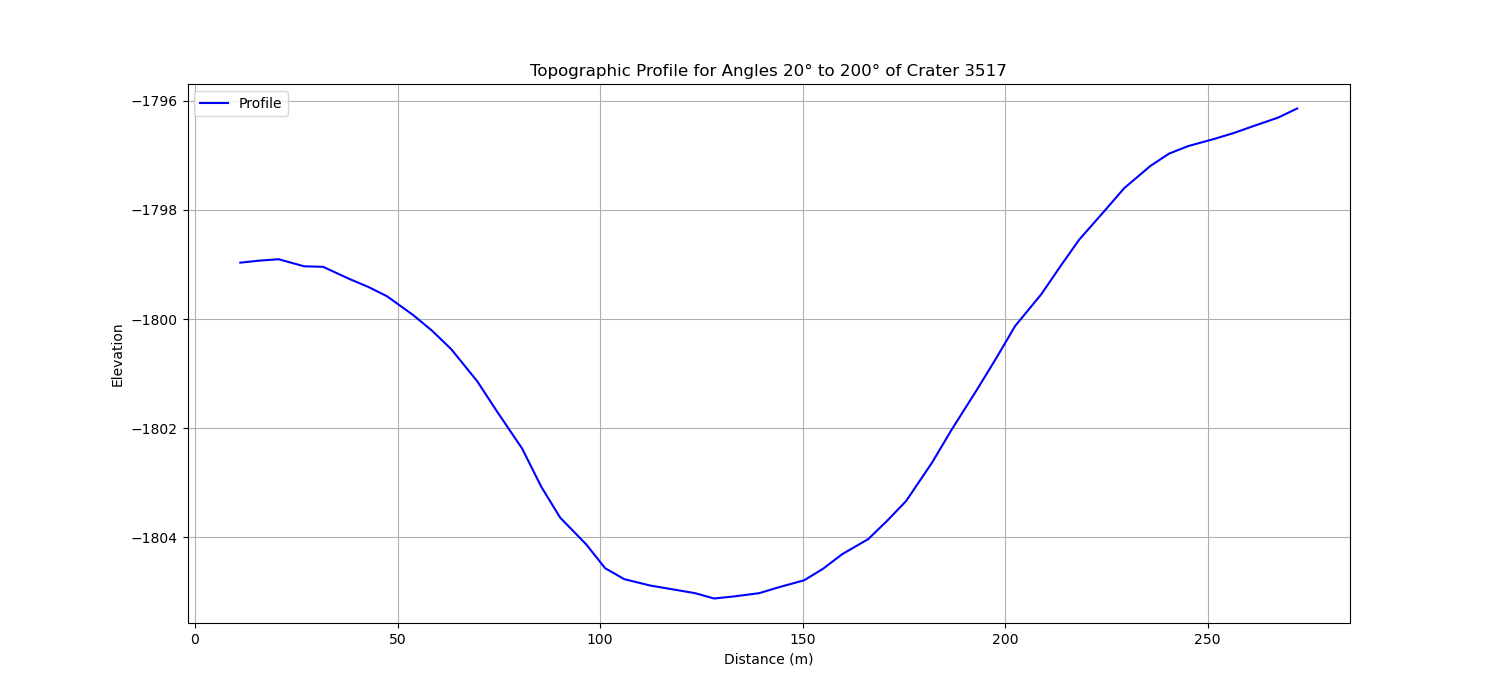 Topographic Profile for Angles 20° to 200° of Crater 3517
Profile
−1796
−1798
−1800
−1802
−1804
Elevation
0 50 100 150 200 250
Distance (m)